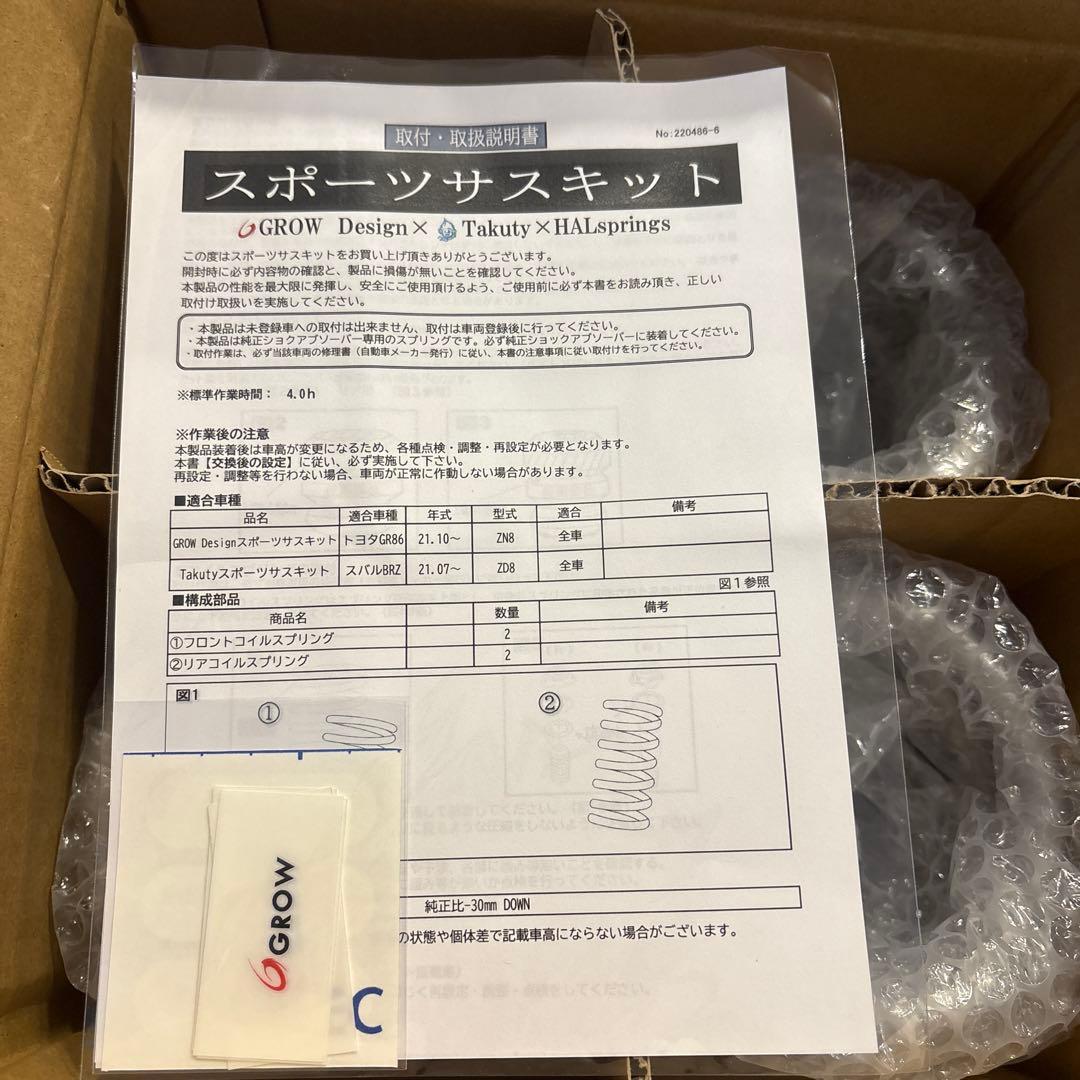 取付・取扱説明書
No:220486-6
スポーツサスキット
GROW Design×Takuty×HALsprings
この度はスポーツサスキットをお買い上げ頂きありがとうございます。
開封時に必ず内容物の確認と、製品に損傷が無いことを確認してください。
本製品の性能を最大限に発揮し、安全にご使用頂けるよう、ご使用前に必ず本書をお読み頂き、正しい
取付け取扱いを実施してください。
・本製品は未登録車への取付は出来ません、取付は車両登録後に行ってください。
・本製品は純正ショクアブソーバー専用のスプリングです。必ず純正ショックアブソーバーに装着してください。
・取付作業は、必ず当該車両の修理書（自動車メーカー発行）に従い、本書の注意事項に従い取付けを行ってください。
※標準作業時間： 4.0h
※作業後の注意
本製品装着後は車高が変更になるため、各種点検・調整・再設定が必要となります。
本書【交換後の設定】に従い、必ず実施して下さい。
再設定・調整等を行わない場合、車両が正常に作動しない場合があります。
■適合車種
品名 適合車種 年式 型式 適合 備考
GROW Designスポーツサスキット トヨタGR86 21.10～ ZN8 全車
Takutyスポーツサスキット スバルBRZ 21.07～ ZD8 全車
図1参照
■構成部品
商品名 数量 備考
①フロントコイルスプリング 2
②リアコイルスプリング 2
図1
① ②
純正比-30mm DOWN
の状態や個体差で記載車高にならない場合がございます。
GROW
C